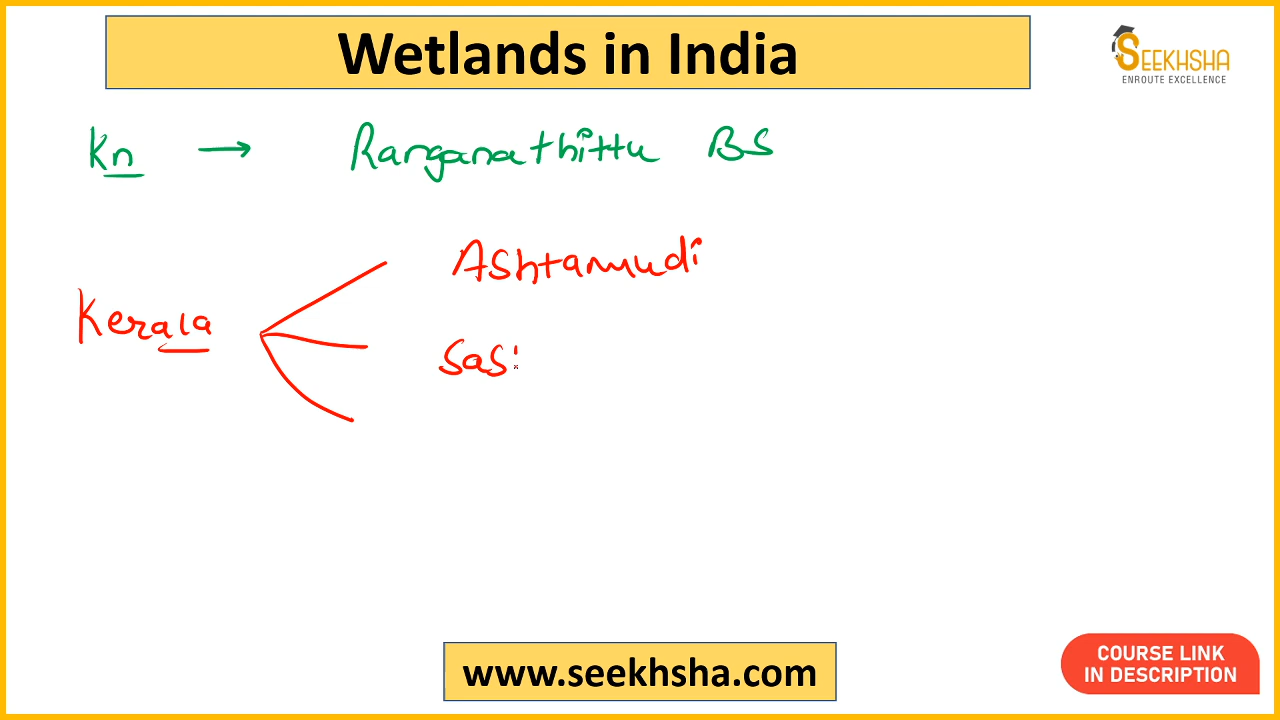 Wetlands in India
SEEKHSHA
ENROUTE EXCELLENCE
Kn → Ranganathittu BS
Ashtamudi
Kerala
Sas
www.seekhsha.com
COURSE LINK
IN DESCRIPTION